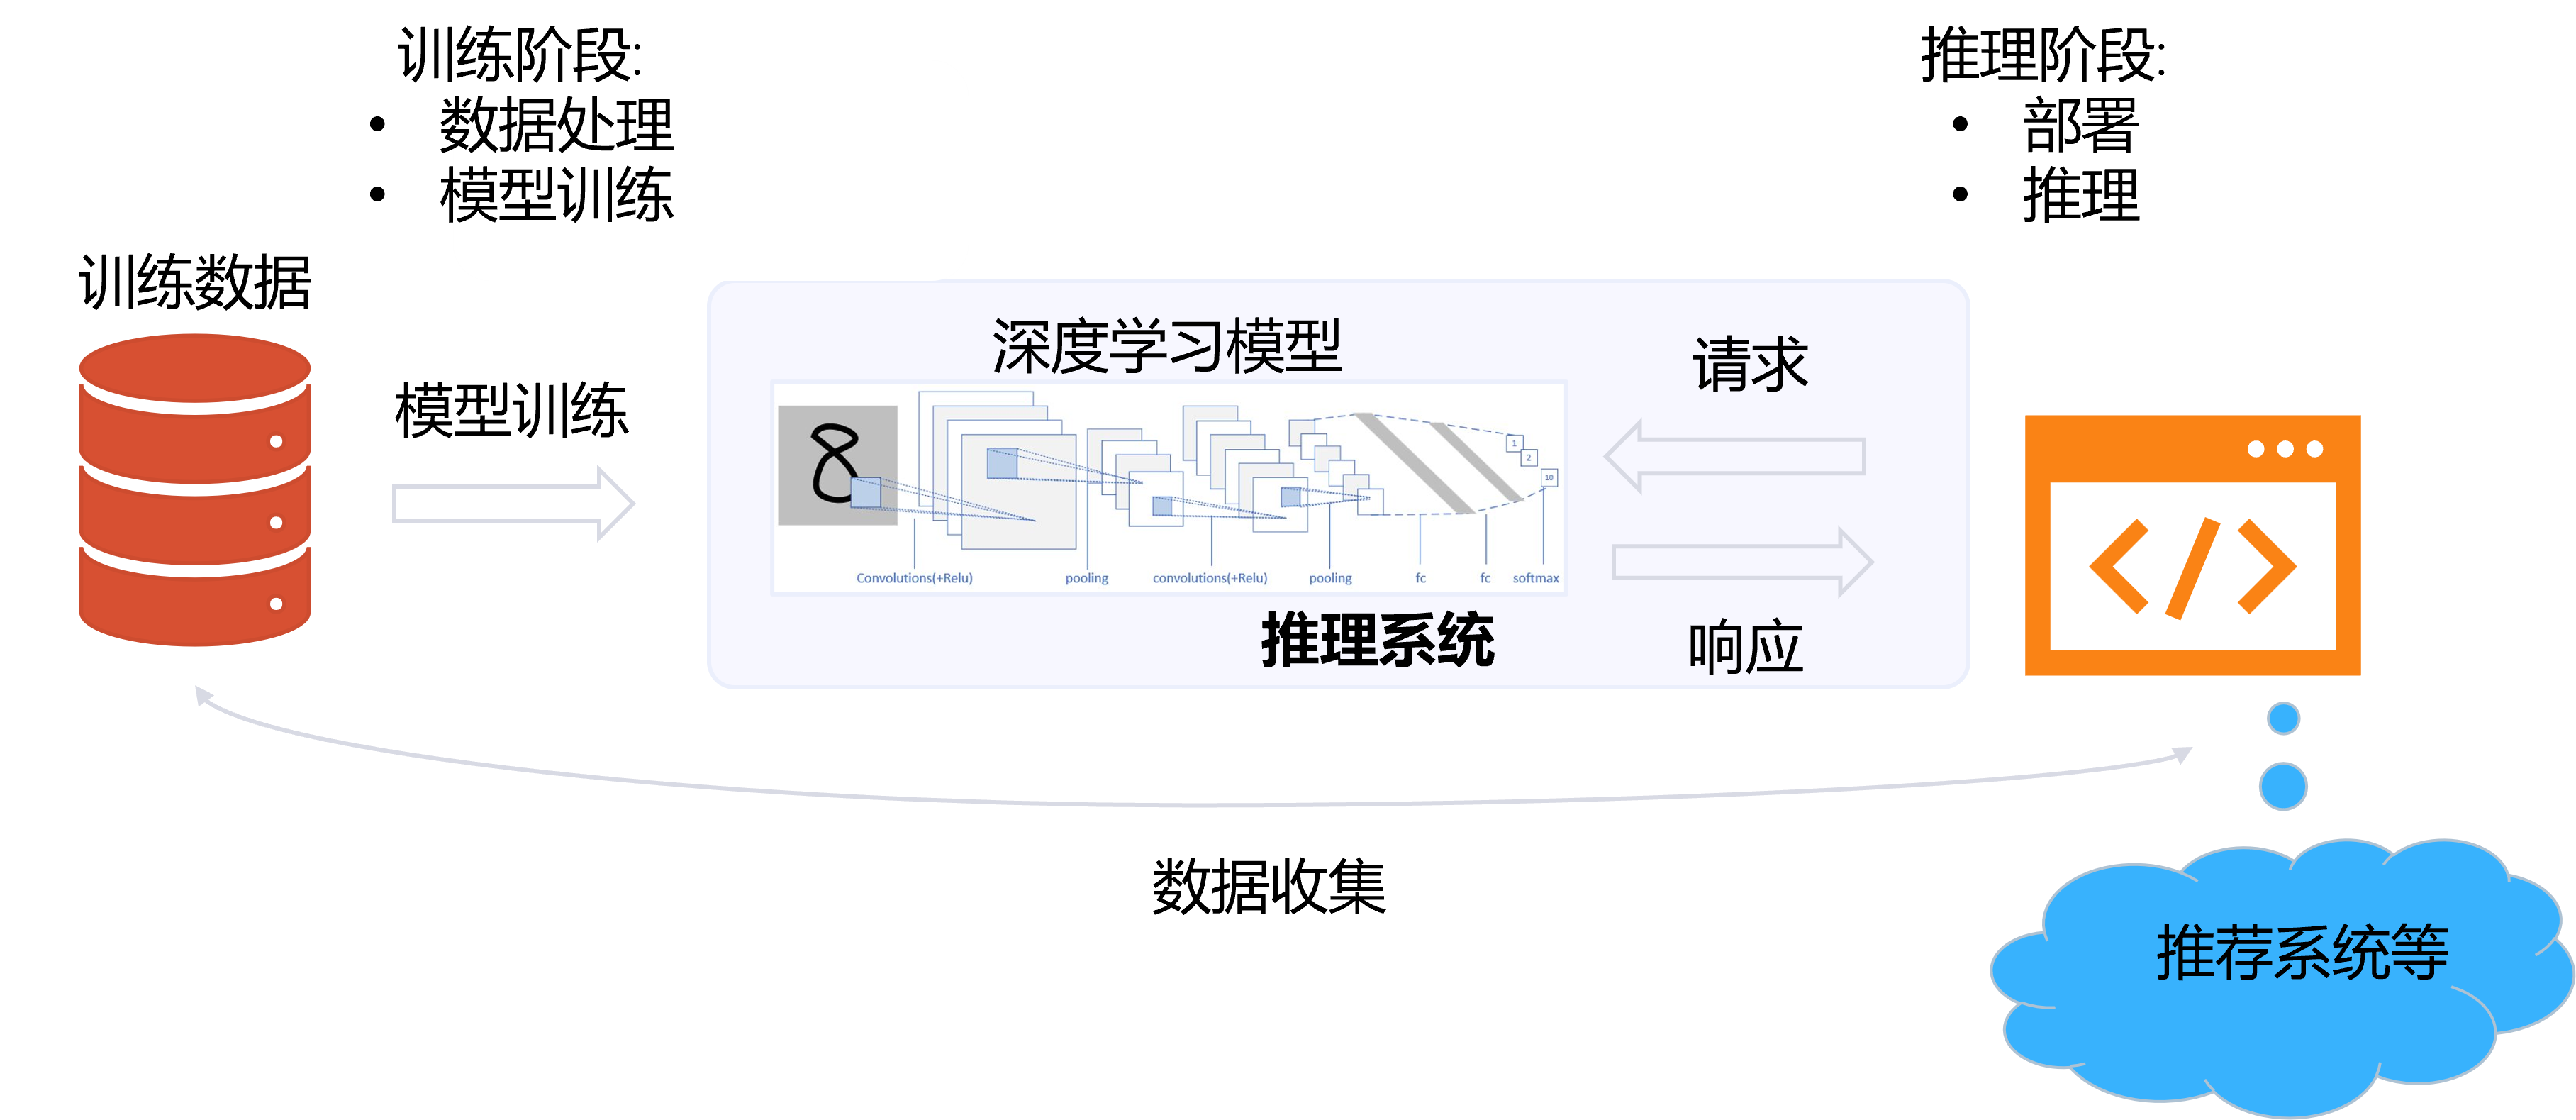 训练阶段:
• 数据处理
• 模型训练
推理阶段:
• 部署
• 推理
训练数据
模型训练
深度学习模型
请求
1
2
10
</>
Convolutions(+Relu)
pooling
convolutions(+Relu)
pooling
fc
fc
softmax
推理系统
响应
数据收集
推荐系统等